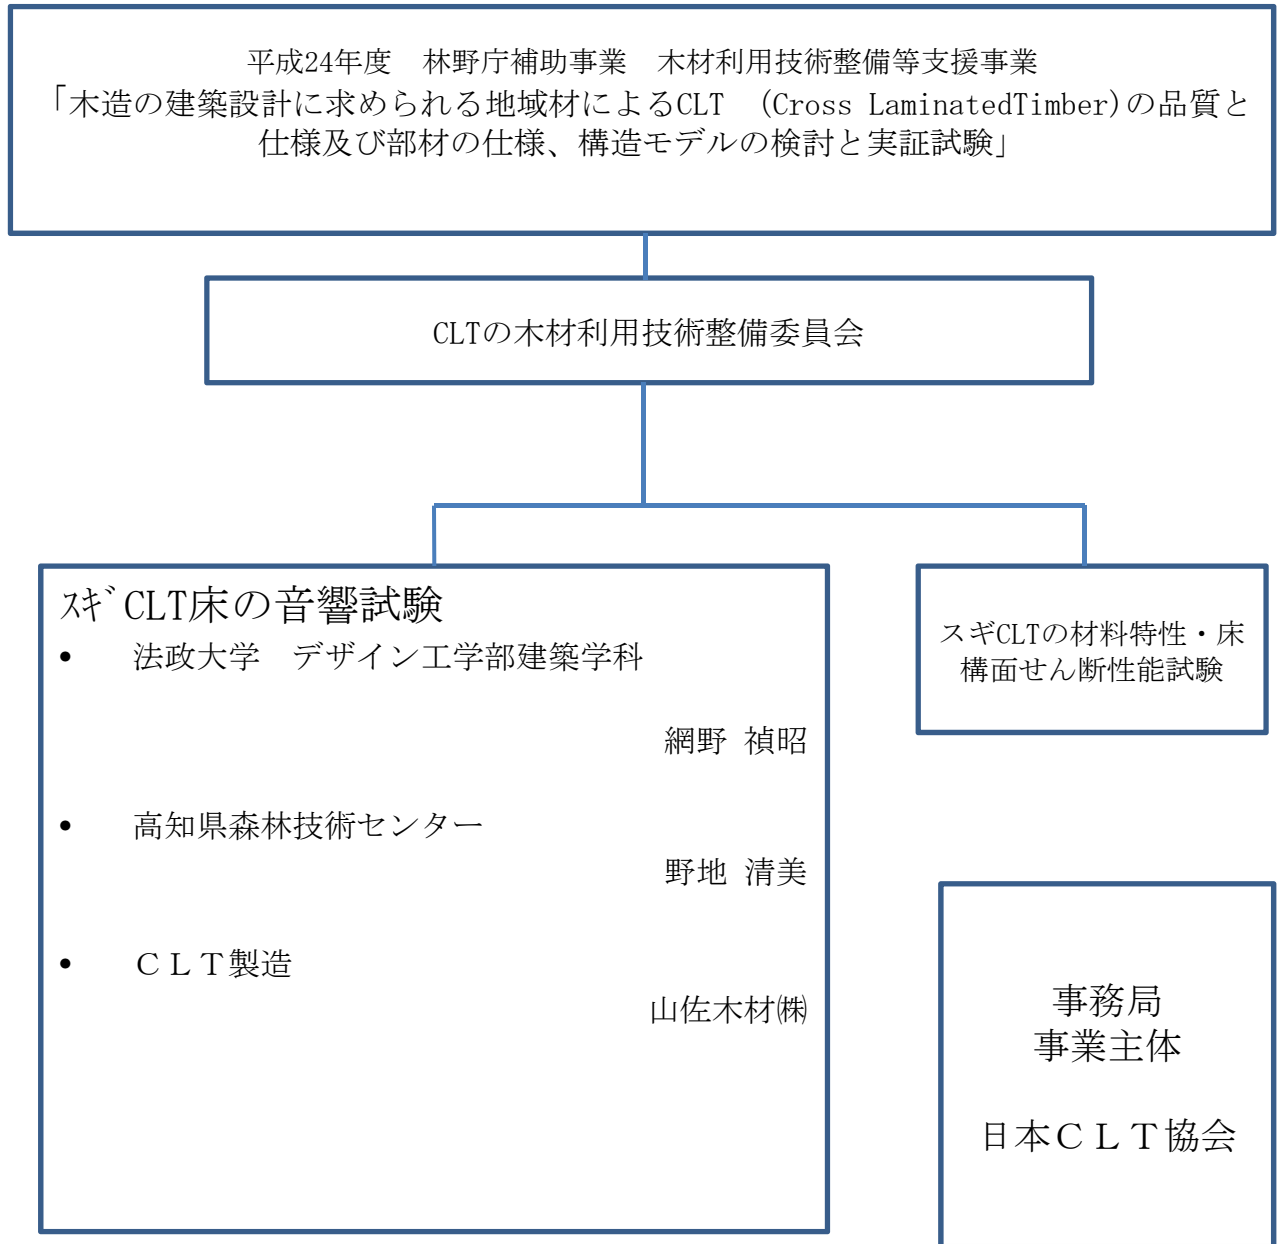 平成24年度　林野庁補助事業　木材利用技術整備等支援事業
「木造の建築設計に求められる地域材によるCLT　(Cross LaminatedTimber)の品質と
仕様及び部材の仕様、構造モデルの検討と実証試験」
CLTの木材利用技術整備委員会
ｽｷﾞCLT床の音響試験
•　法政大学　デザイン工学部建築学科
網野 禎昭
•　高知県森林技術センター
野地 清美
•　ＣＬＴ製造
山佐木材㈱
スギCLTの材料特性・床
構面せん断性能試験
事務局
事業主体
日本ＣＬＴ協会